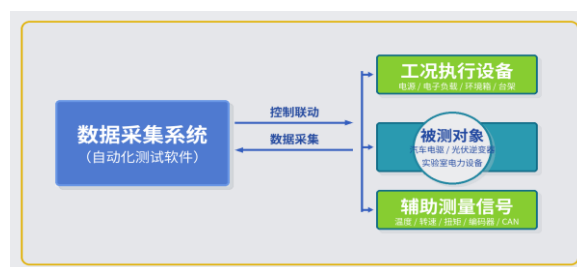 工况执行设备
电源 / 电子负载 / 环境箱 / 台架
控制联动
数据采集系统
（自动化测试软件）
数据采集
被测对象
汽车电驱 / 光伏逆变器
实验室电力设备
辅助测量信号
温度 / 转速 / 扭矩 / 编码器 / CAN